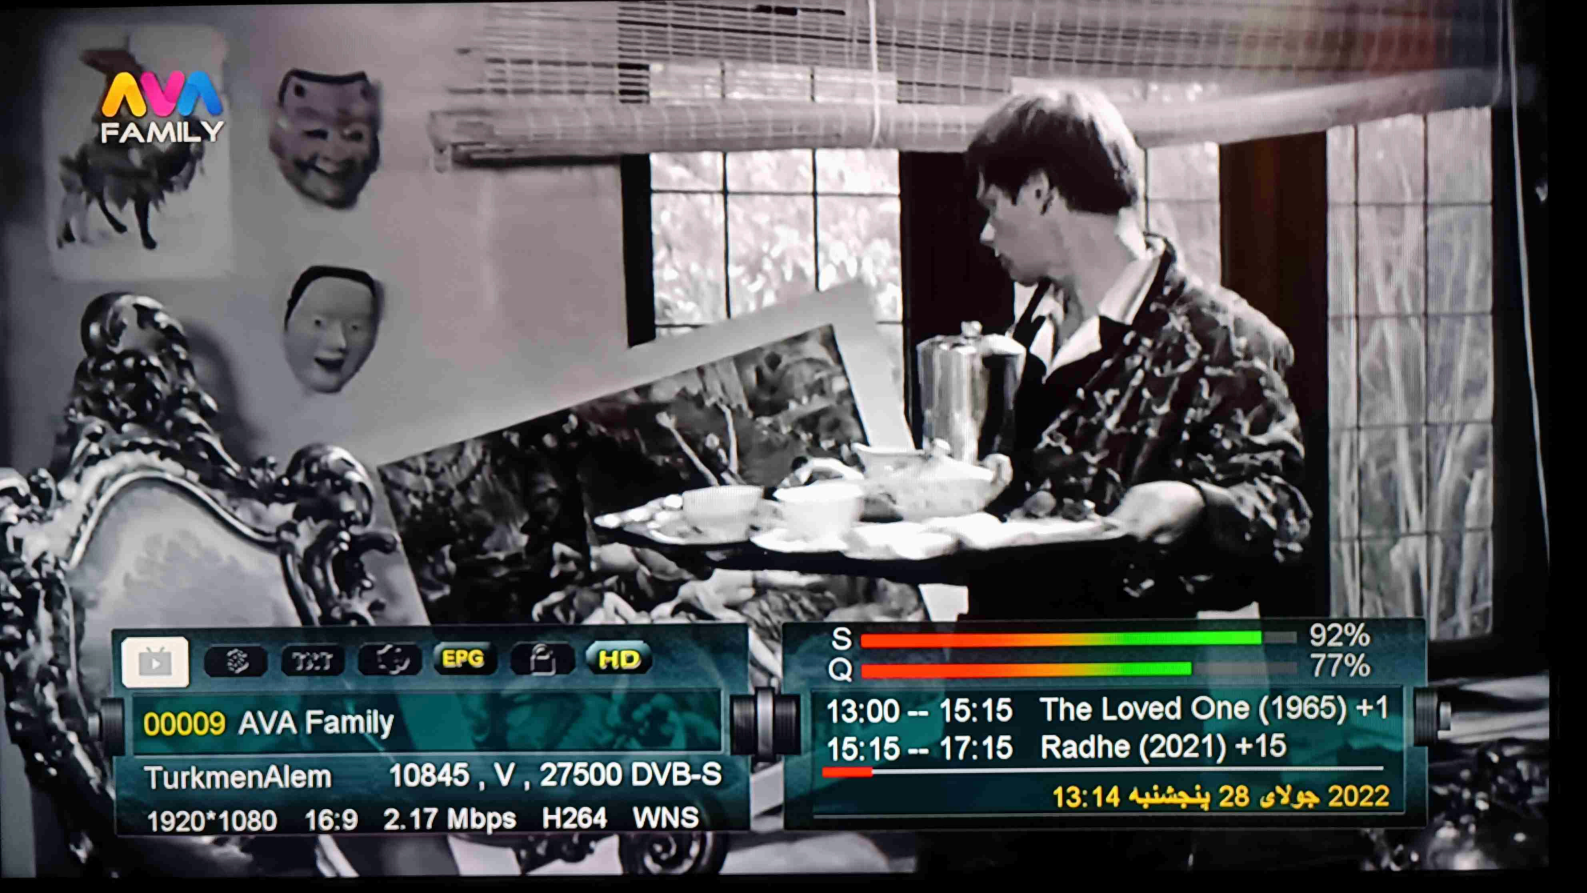 AVA
FAMILY
TXT
EPG
HD
00009 AVA Family
TurkmenAlem 10845 , V , 27500 DVB-S
1920*1080 16:9 2.17 Mbps H264 WNS
S 92%
Q 77%
13:00 -- 15:15 The Loved One (1965) +1
15:15 -- 17:15 Radhe (2021) +15
2022 جولای 28 پنجشنبه 13:14